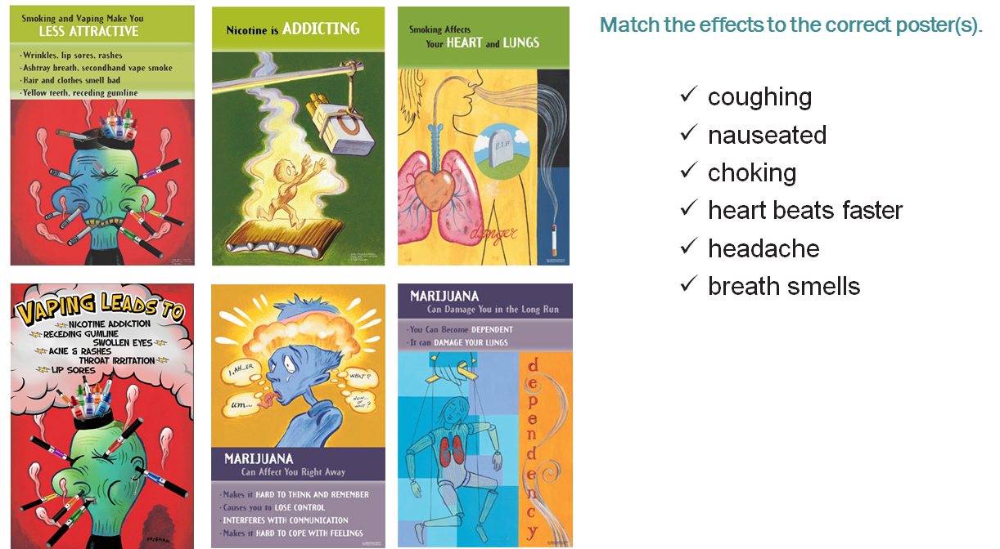 Smoking and Vaping Make You
LESS ATTRACTIVE
·Wrinkles, lip sores, rashes
·Ashtray breath, secondhand vape smoke
·Hair and clothes smell bad
·Yellow teeth, receding gumline
Nicotine is ADDICTING
Smoking Affects
Your HEART and LUNGS
R.I.P.
danger
Match the effects to the correct poster(s).
✓ coughing
✓ nauseated
✓ choking
✓ heart beats faster
✓ headache
✓ breath smells
VAPING LEADS TO
NICOTINE ADDICTION
RECEDING GUMLINE
SWOLLEN EYES
ACNE & RASHES
THROAT IRRITATION
LIP SORES
I, AH..ER
UM...
WHAT?
MARIJUANA
Can Affect You Right Away
·Makes it HARD TO THINK AND REMEMBER
·Causes you to LOSE CONTROL
·INTERFERES WITH COMMUNICATION
·Makes it HARD TO COPE WITH FEELINGS
MARIJUANA
Can Damage You in the Long Run
·You Can Become DEPENDENT
·It can DAMAGE YOUR LUNGS
dependency